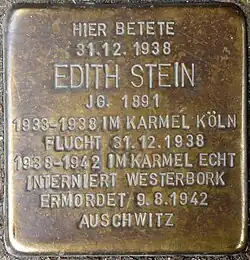 HIER BETETE
31.12.1938
EDITH STEIN
JG. 1891
1933-1938 IM KARMEL KÖLN
FLUCHT 31.12.1938
1938-1942 IM KARMEL ECHT
INTERNIERT WESTERBORK
ERMORDET 9.8.1942
AUSCHWITZ